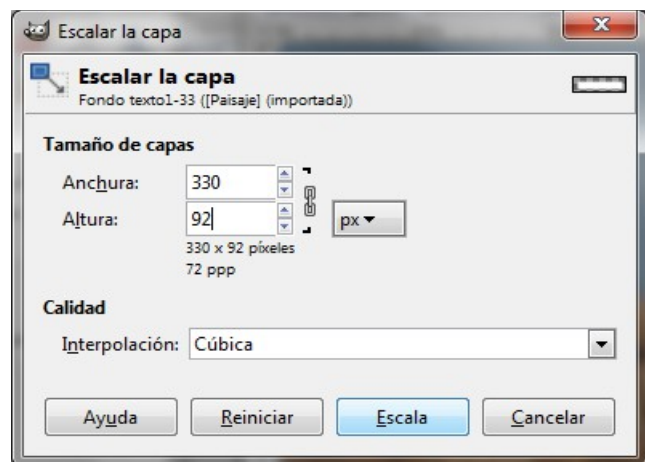 Escalar la capa
Escalar la capa
Fondo texto1-33 ([Paisaje] (importada))
Tamaño de capas
Anchura: 330
Altura: 92 px
330 x 92 píxeles
72 ppp
Calidad
Interpolación: Cúbica
Ayuda Reiniciar Escala Cancelar